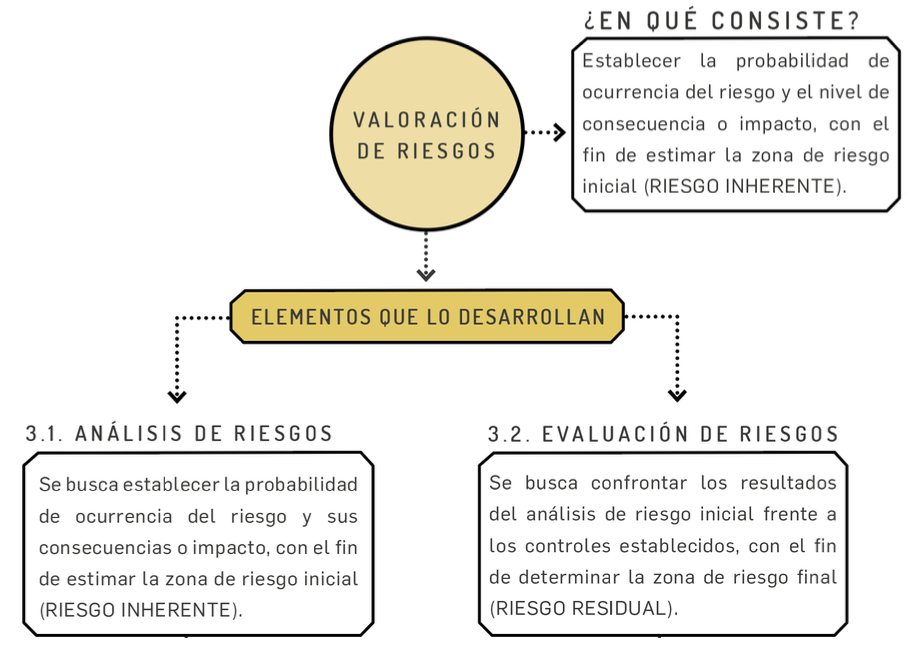 ¿EN QUÉ CONSISTE?
VALORACIÓN
DE RIESGOS
Establecer la probabilidad de
ocurrencia del riesgo y el nivel de
consecuencia o impacto, con el
fin de estimar la zona de riesgo
inicial (RIESGO INHERENTE).
ELEMENTOS QUE LO DESARROLLAN
3.1. ANÁLISIS DE RIESGOS
Se busca establecer la probabilidad
de ocurrencia del riesgo y sus
consecuencias o impacto, con el fin
de estimar la zona de riesgo inicial
(RIESGO INHERENTE).
3.2. EVALUACIÓN DE RIESGOS
Se busca confrontar los resultados
del análisis de riesgo inicial frente a
los controles establecidos, con el fin
de determinar la zona de riesgo final
(RIESGO RESIDUAL).